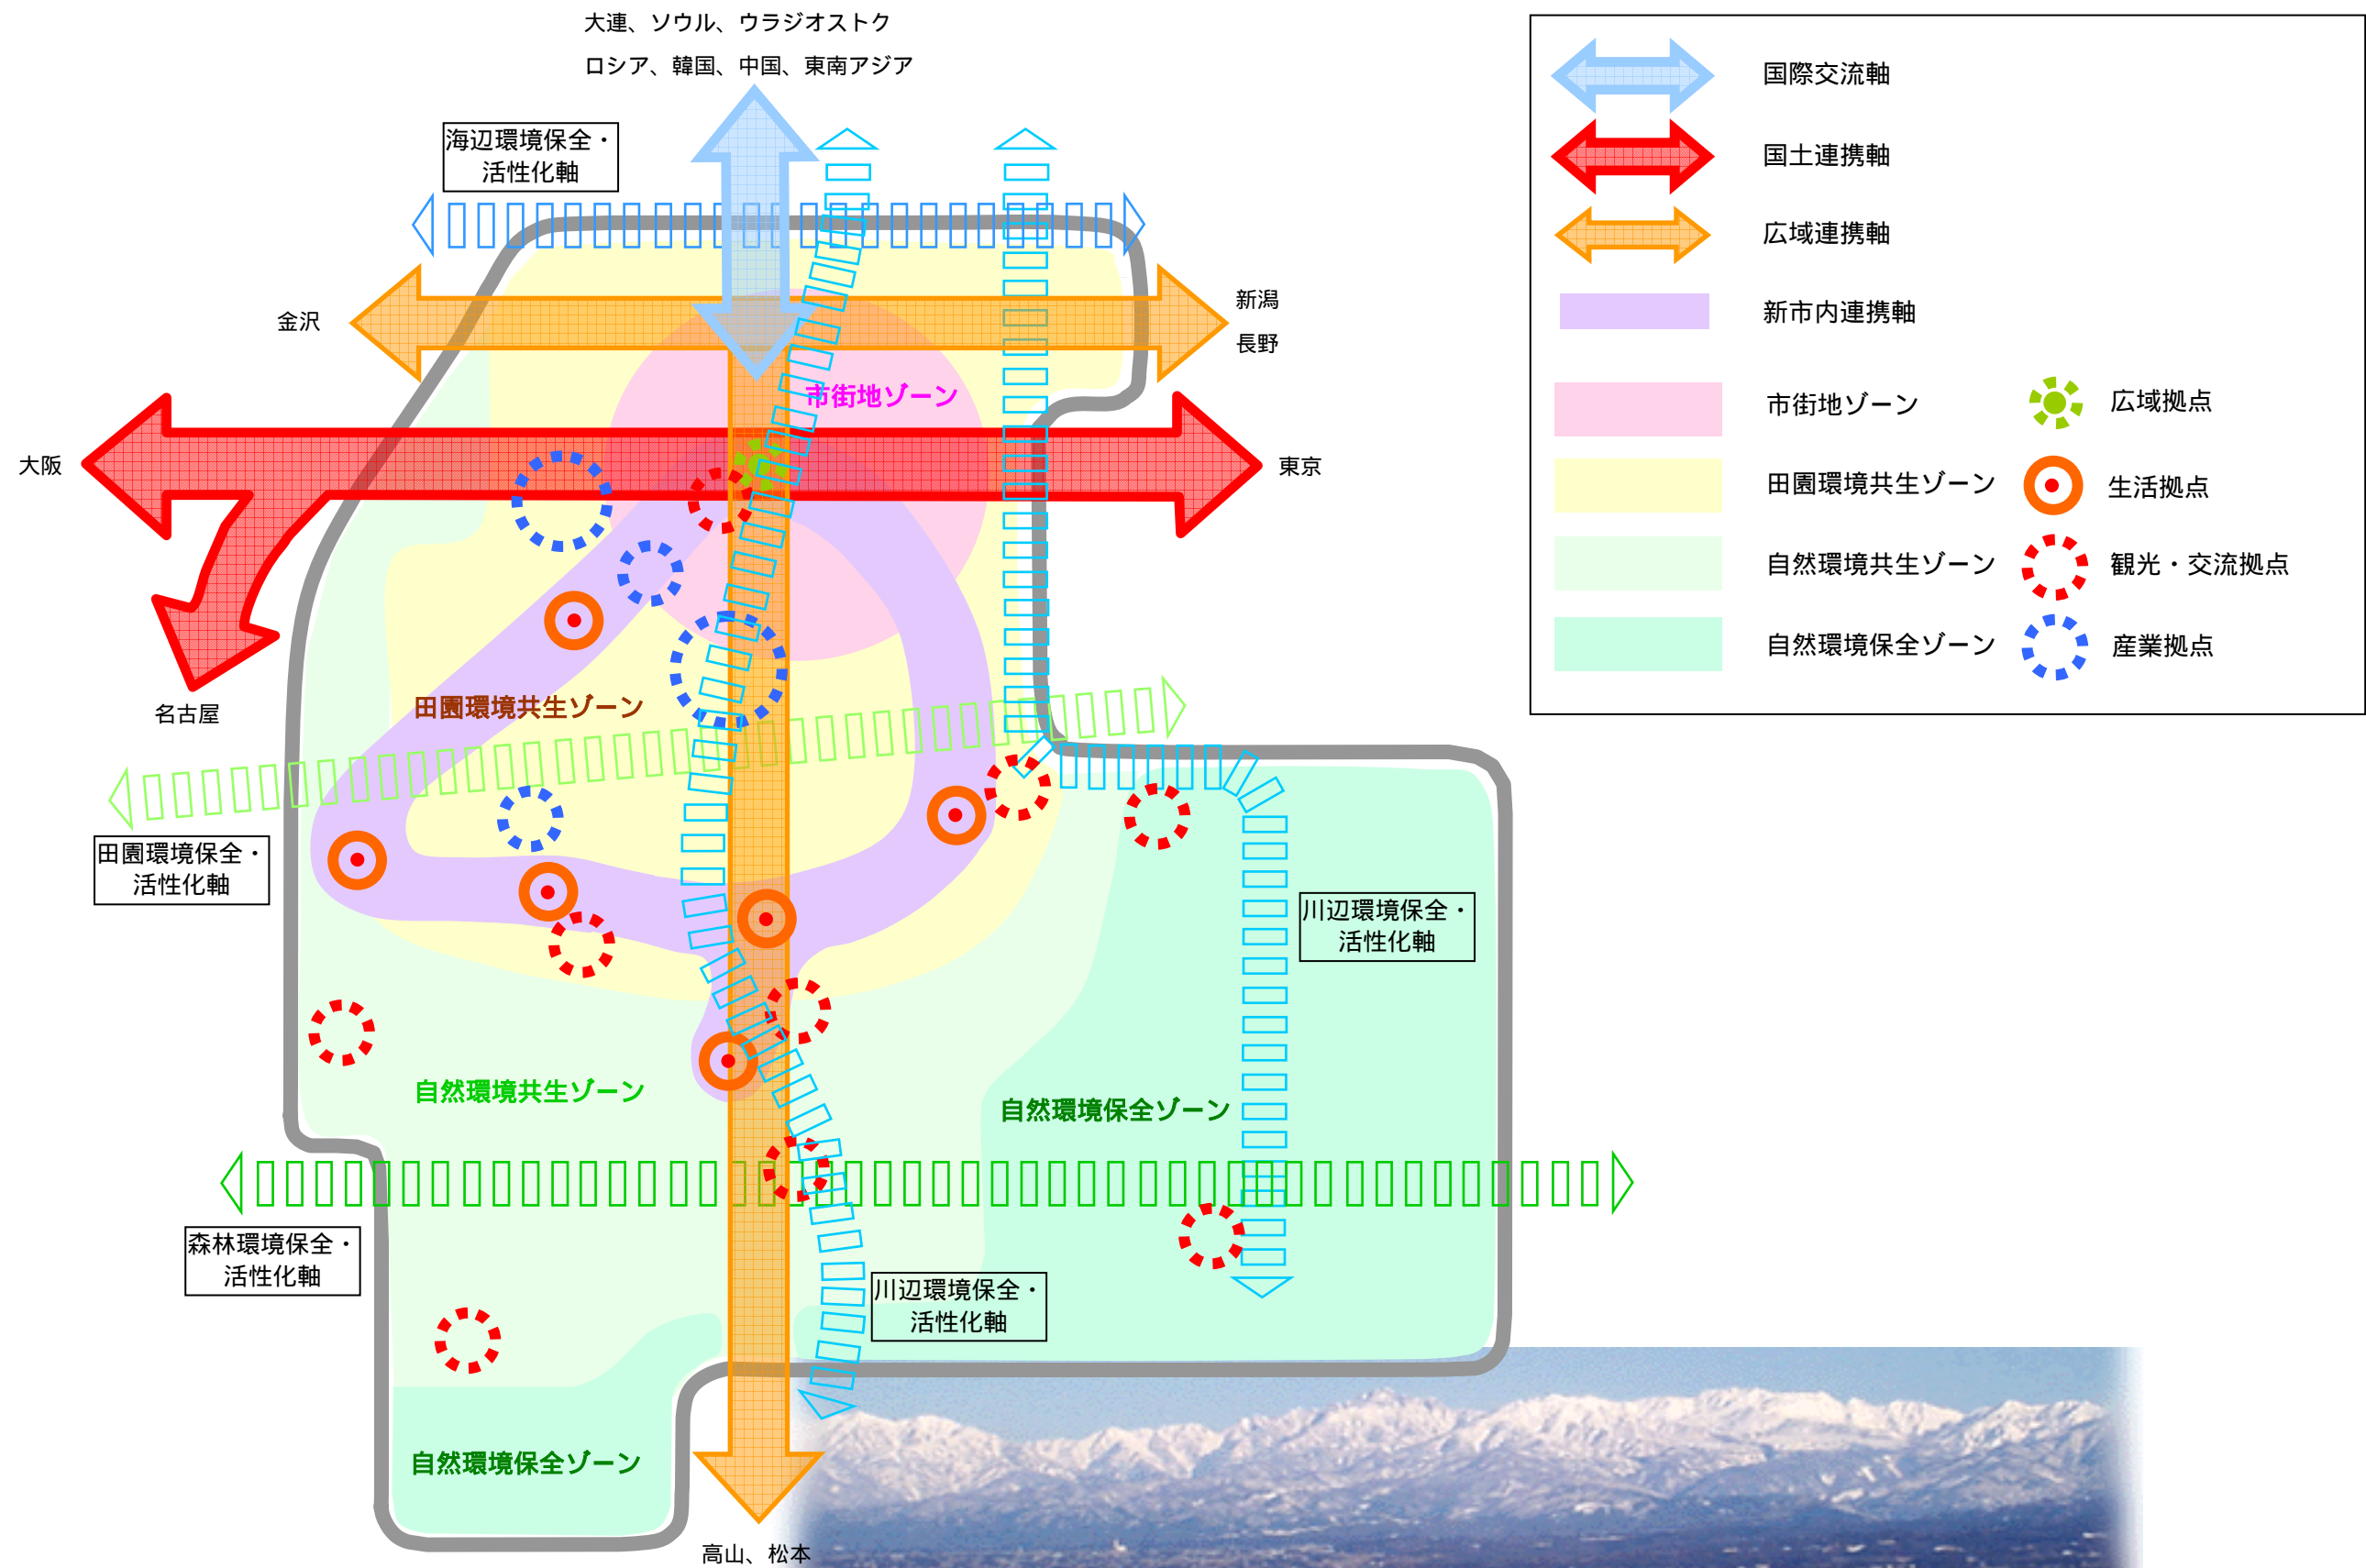 大連、ソウル、ウラジオストク
ロシア、韓国、中国、東南アジア
海辺環境保全・
活性化軸
金沢
新潟
長野
市街地ゾーン
大阪
東京
名古屋
田園環境共生ゾーン
田園環境保全・
活性化軸
川辺環境保全・
活性化軸
自然環境共生ゾーン
自然環境保全ゾーン
森林環境保全・
活性化軸
川辺環境保全・
活性化軸
自然環境保全ゾーン
高山、松本
国際交流軸
国土連携軸
広域連携軸
新市内連携軸
市街地ゾーン
広域拠点
田園環境共生ゾーン
生活拠点
自然環境共生ゾーン
観光・交流拠点
自然環境保全ゾーン
産業拠点